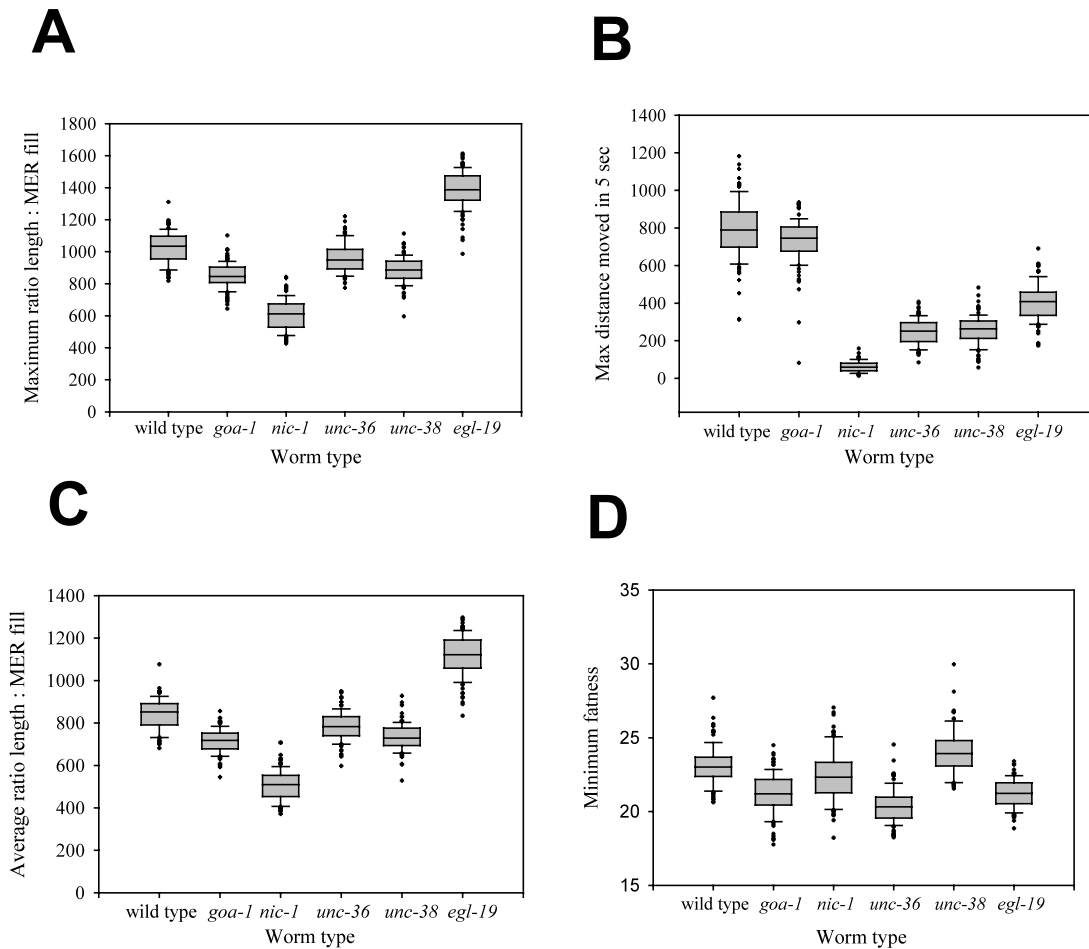 A
B
Maximum ratio length : MER fill
1800
1600
1400
1200
1000
800
600
400
200
0
wild type goa-1 nic-1 unc-36 unc-38 egl-19
Worm type
Max distance moved in 5 sec
1400
1200
1000
800
600
400
200
0
wild type goa-1 nic-1 unc-36 unc-38 egl-19
Worm type
C
D
Average ratio length : MER fill
1400
1200
1000
800
600
400
200
0
wild type goa-1 nic-1 unc-36 unc-38 egl-19
Worm type
Minimum fatness
35
30
25
20
15
wild type goa-1 nic-1 unc-36 unc-38 egl-19
Worm type